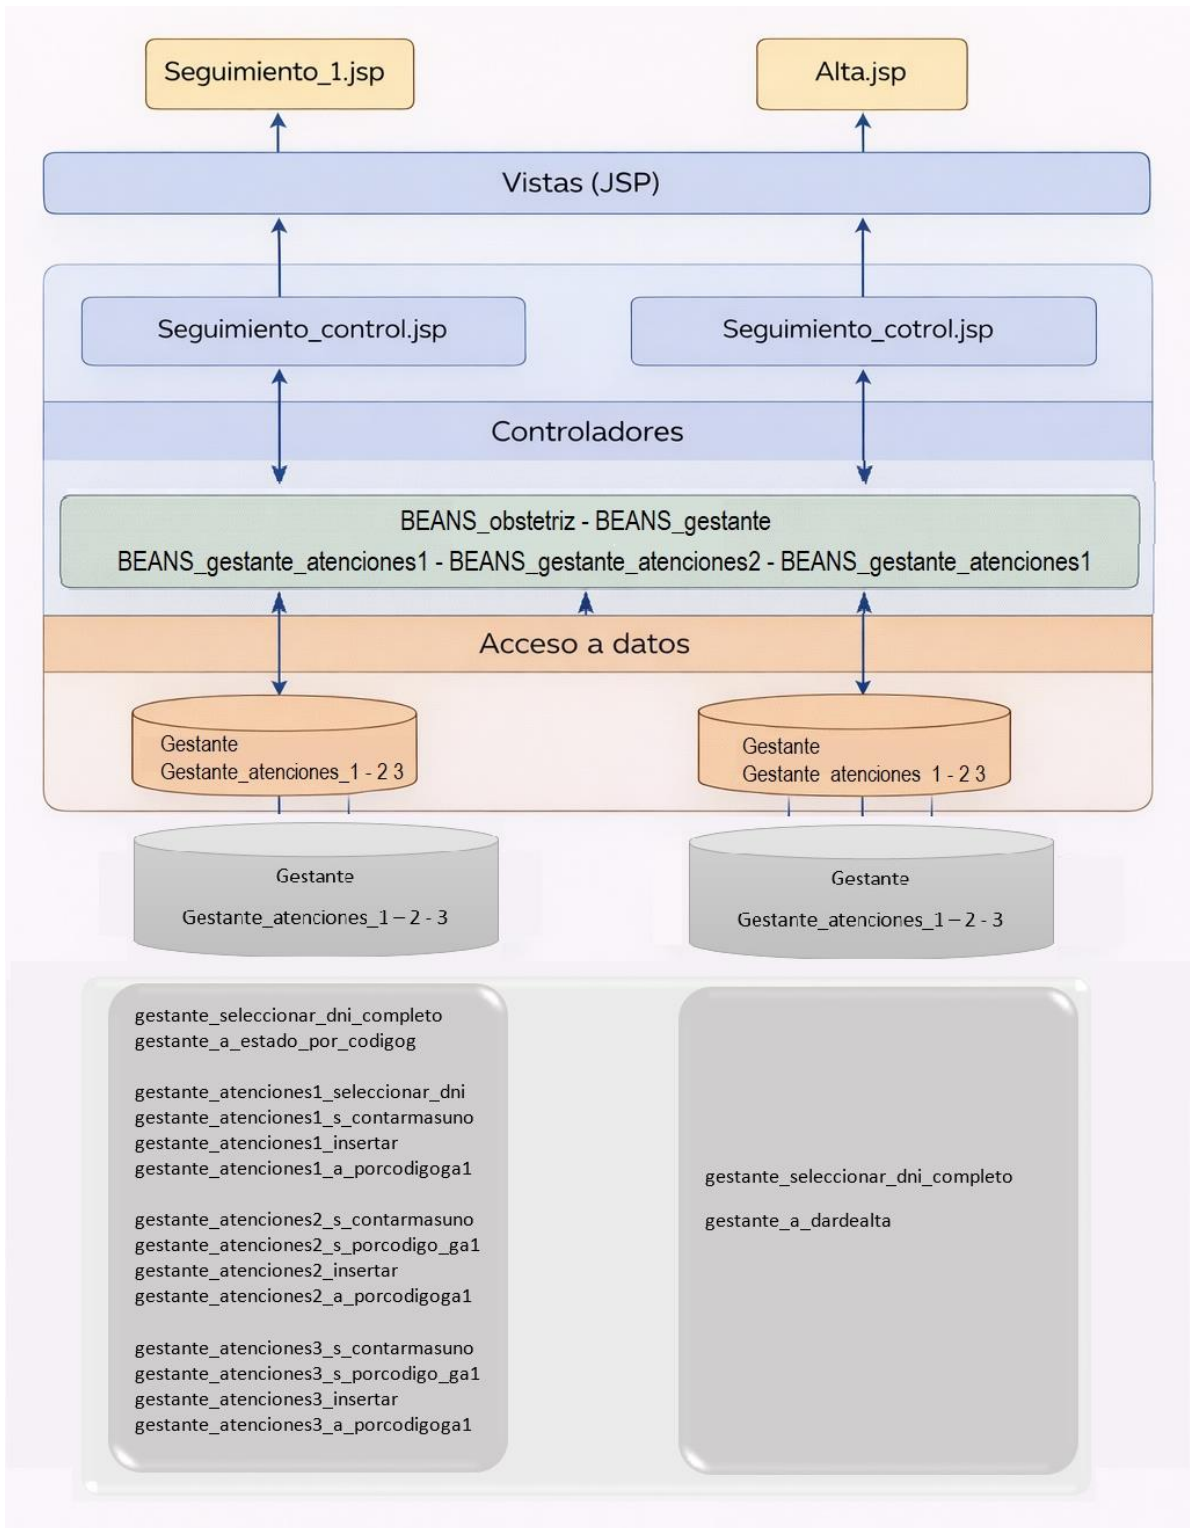 Seguimiento_1.jsp
Alta.jsp
Vistas (JSP)
Seguimiento_control.jsp
Seguimiento_cotrol.jsp
Controladores
BEANS_obstetriz - BEANS_gestante
BEANS_gestante_atenciones1 - BEANS_gestante_atenciones2 - BEANS_gestante_atenciones1
Acceso a datos
Gestante
Gestante_atenciones_1 - 2 3
Gestante
Gestante atenciones 1 - 2 3
Gestante
Gestante_atenciones_1 – 2 - 3
Gestante
Gestante_atenciones_1 – 2 - 3
gestante_seleccionar_dni_completo
gestante_a_estado_por_codigog
gestante_atenciones1_seleccionar_dni
gestante_atenciones1_s_contarmasuno
gestante_atenciones1_insertar
gestante_atenciones1_a_porcodigoga1
gestante_atenciones2_s_contarmasuno
gestante_atenciones2_s_porcodigo_ga1
gestante_atenciones2_insertar
gestante_atenciones2_a_porcodigoga1
gestante_atenciones3_s_contarmasuno
gestante_atenciones3_s_porcodigo_ga1
gestante_atenciones3_insertar
gestante_atenciones3_a_porcodigoga1
gestante_seleccionar_dni_completo
gestante_a_dardealta